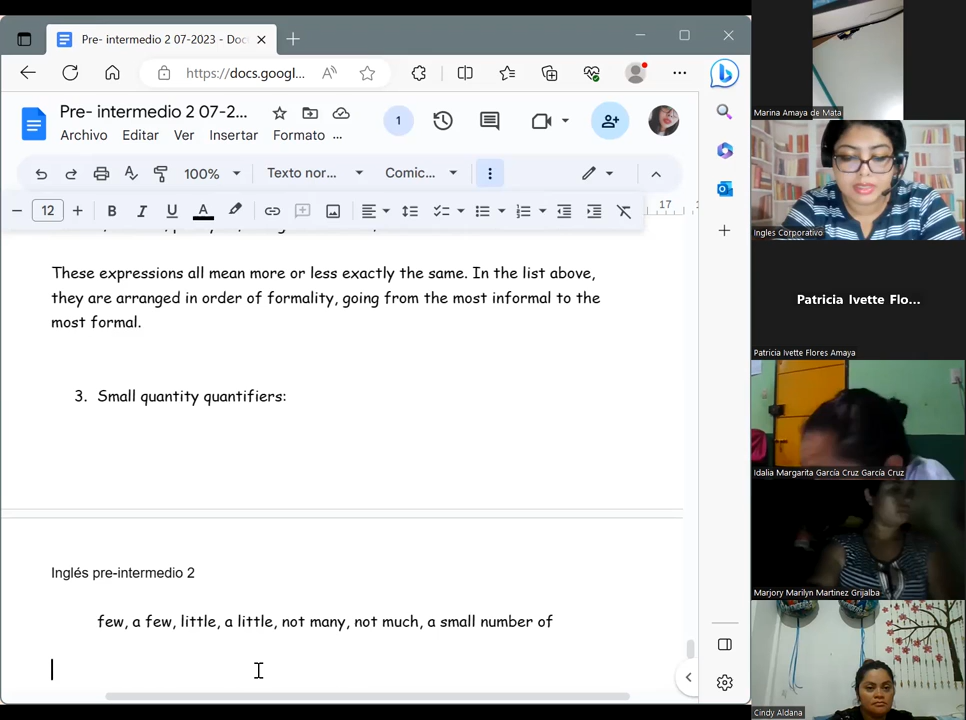 Pre- intermedio 2 07-2023 - Doc
https://docs.googl...
Pre- intermedio 2 07-2...
Archivo Editar Ver Insertar Formato ...
100% Texto nor... Comic...
12
17
These expressions all mean more or less exactly the same. In the list above,
they are arranged in order of formality, going from the most informal to the
most formal.
3. Small quantity quantifiers:
Inglés pre-intermedio 2
few, a few, little, a little, not many, not much, a small number of
1
Marina Amaya de Mata
Ingles Corporativo
Patricia Ivette Flo...
Patricia Ivette Flores Amaya
Idalia Margarita García Cruz García Cruz
Marjory Marilyn Martinez Grijalba
Cindy Aldana